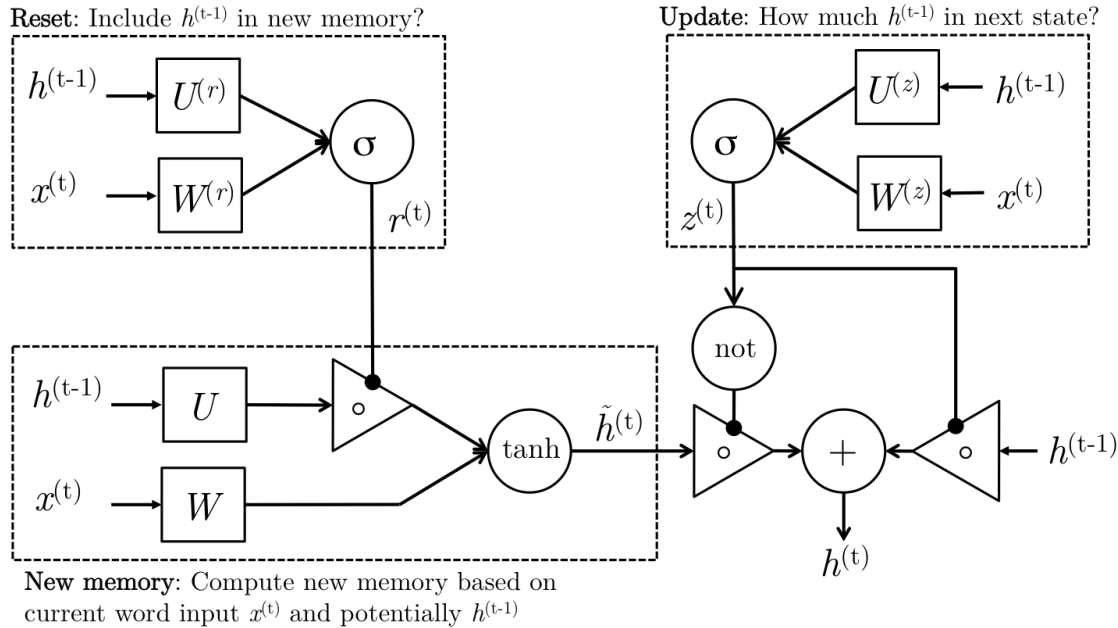 Reset: Include h^(t-1) in new memory?
Update: How much h^(t-1) in next state?
h^(t-1)
U^(r)
x^(t)
W^(r)
σ
r^(t)
σ
U^(z)
h^(t-1)
W^(z)
x^(t)
z^(t)
not
h^(t-1)
U
∘
x^(t)
W
tanh
h̃^(t)
∘
+
∘
h^(t-1)
h^(t)
New memory: Compute new memory based on
current word input x^(t) and potentially h^(t-1)